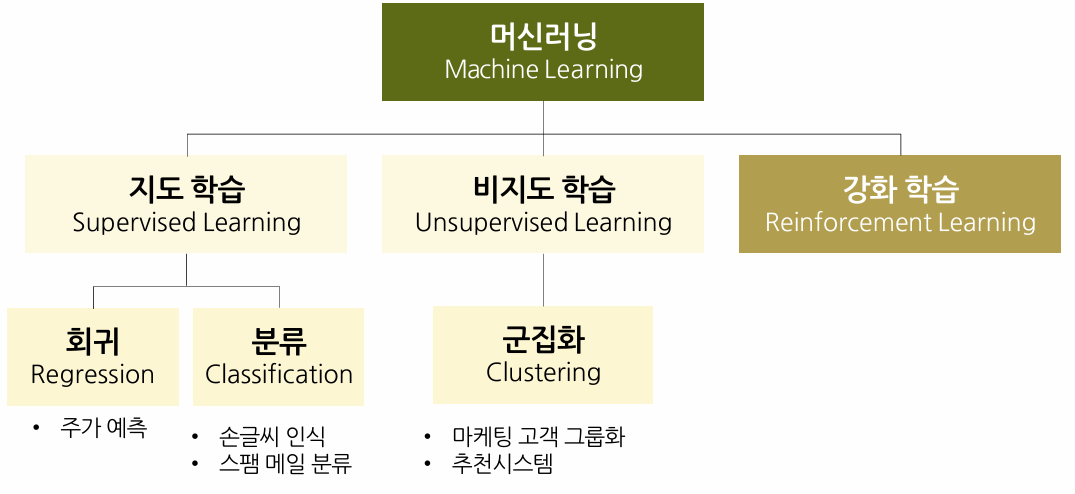 머신러닝
Machine Learning
지도 학습
Supervised Learning
비지도 학습
Unsupervised Learning
강화 학습
Reinforcement Learning
회귀
Regression
분류
Classification
군집화
Clustering
• 주가 예측
• 손글씨 인식
• 스팸 메일 분류
• 마케팅 고객 그룹화
• 추천시스템